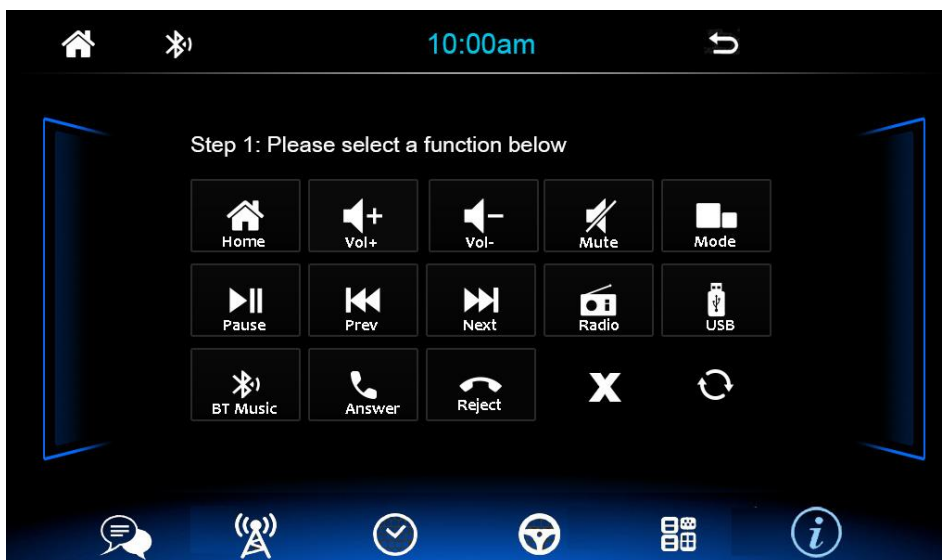 10:00am
Step 1: Please select a function below
Home Vol+ Vol- Mute Mode
Pause Prev Next Radio USB
BT Music Answer Reject X
i